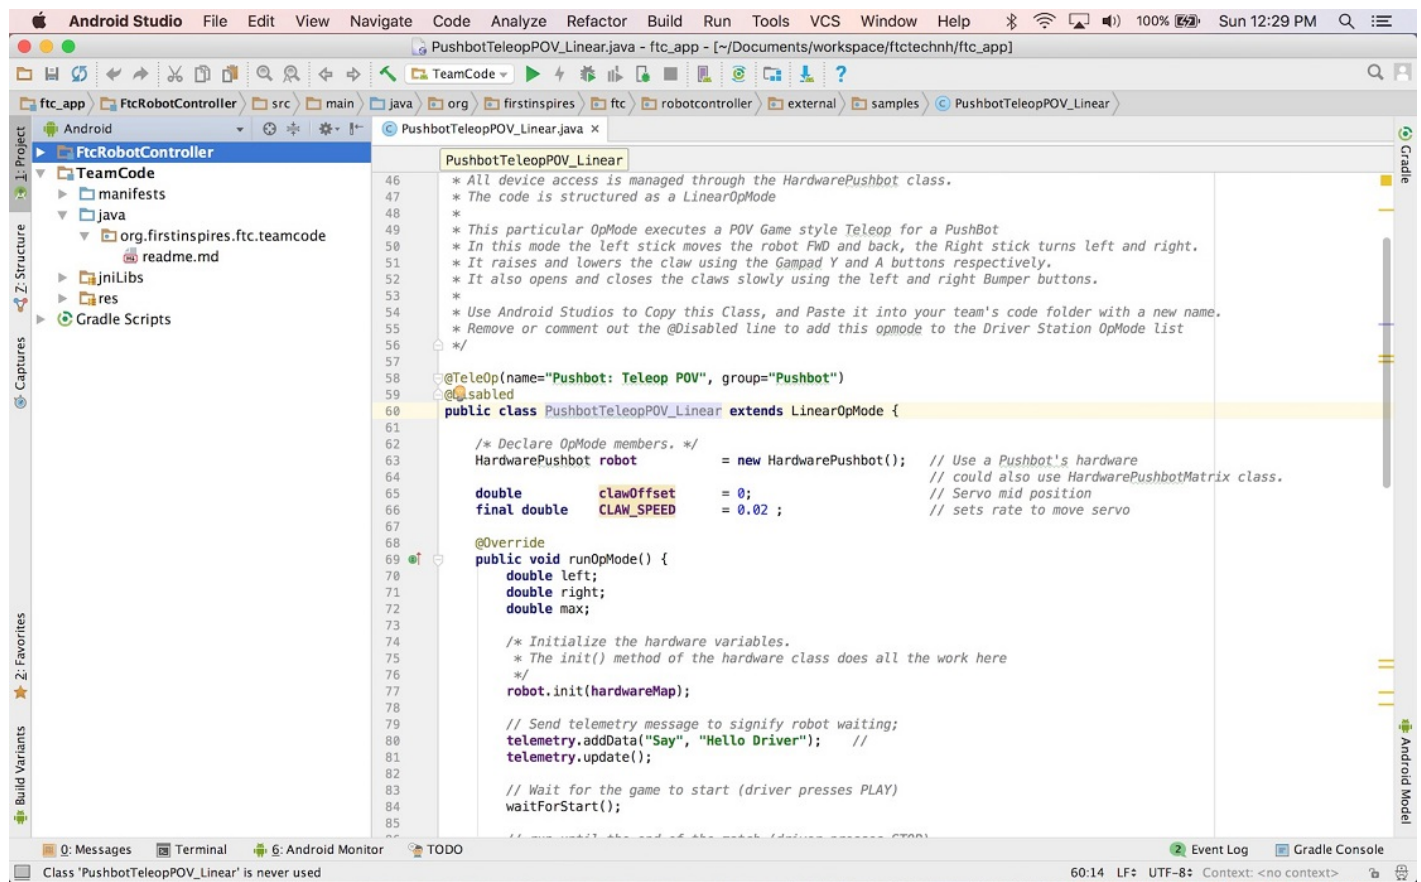 Android Studio File Edit View Navigate Code Analyze Refactor Build Run Tools VCS Window Help 100% Sun 12:29 PM
PushbotTeleopPOV_Linear.java - ftc_app - [~/Documents/workspace/ftctechnh/ftc_app]
TeamCode
ftc_app FtcRobotController src main java org firstinspires ftc robotcontroller external samples PushbotTeleopPOV_Linear
Android
PushbotTeleopPOV_Linear.java
1: Project
Z: Structure
Captures
2: Favorites
Build Variants
FtcRobotController
TeamCode
manifests
java
org.firstinspires.ftc.teamcode
readme.md
jniLibs
res
Gradle Scripts
PushbotTeleopPOV_Linear
46 * All device access is managed through the HardwarePushbot class.
47 * The code is structured as a LinearOpMode
48 *
49 * This particular OpMode executes a POV Game style Teleop for a PushBot
50 * In this mode the left stick moves the robot FWD and back, the Right stick turns left and right.
51 * It raises and lowers the claw using the Gampad Y and A buttons respectively.
52 * It also opens and closes the claws slowly using the left and right Bumper buttons.
53 *
54 * Use Android Studios to Copy this Class, and Paste it into your team's code folder with a new name.
55 * Remove or comment out the @Disabled line to add this opmode to the Driver Station OpMode list
56 */
57
58 @TeleOp(name="Pushbot: Teleop POV", group="Pushbot")
59 @Disabled
60 public class PushbotTeleopPOV_Linear extends LinearOpMode {
61
62 /* Declare OpMode members. */
63 HardwarePushbot robot = new HardwarePushbot(); // Use a Pushbot's hardware
64 // could also use HardwarePushbotMatrix class.
65 double clawOffset = 0; // Servo mid position
66 final double CLAW_SPEED = 0.02 ; // sets rate to move servo
67
68 @Override
69 public void runOpMode() {
70 double left;
71 double right;
72 double max;
73
74 /* Initialize the hardware variables.
75 * The init() method of the hardware class does all the work here
76 */
77 robot.init(hardwareMap);
78
79 // Send telemetry message to signify robot waiting;
80 telemetry.addData("Say", "Hello Driver"); //
81 telemetry.update();
82
83 // Wait for the game to start (driver presses PLAY)
84 waitForStart();
85
Gradle
Android Model
0: Messages Terminal 6: Android Monitor TODO 2 Event Log Gradle Console
Class 'PushbotTeleopPOV_Linear' is never used 60:14 LF UTF-8 Context: <no context>